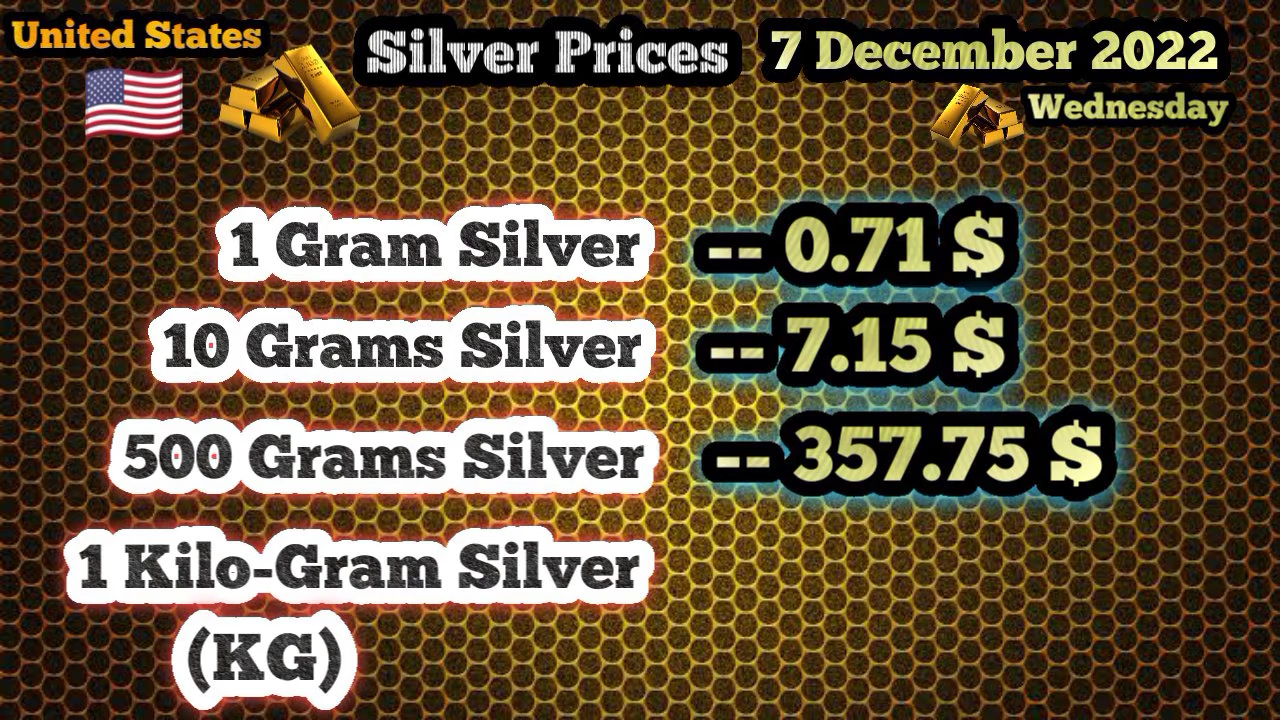 United States
Silver Prices
7 December 2022
Wednesday
1 Gram Silver -- 0.71 $
10 Grams Silver -- 7.15 $
500 Grams Silver -- 357.75 $
1 Kilo-Gram Silver
(KG)